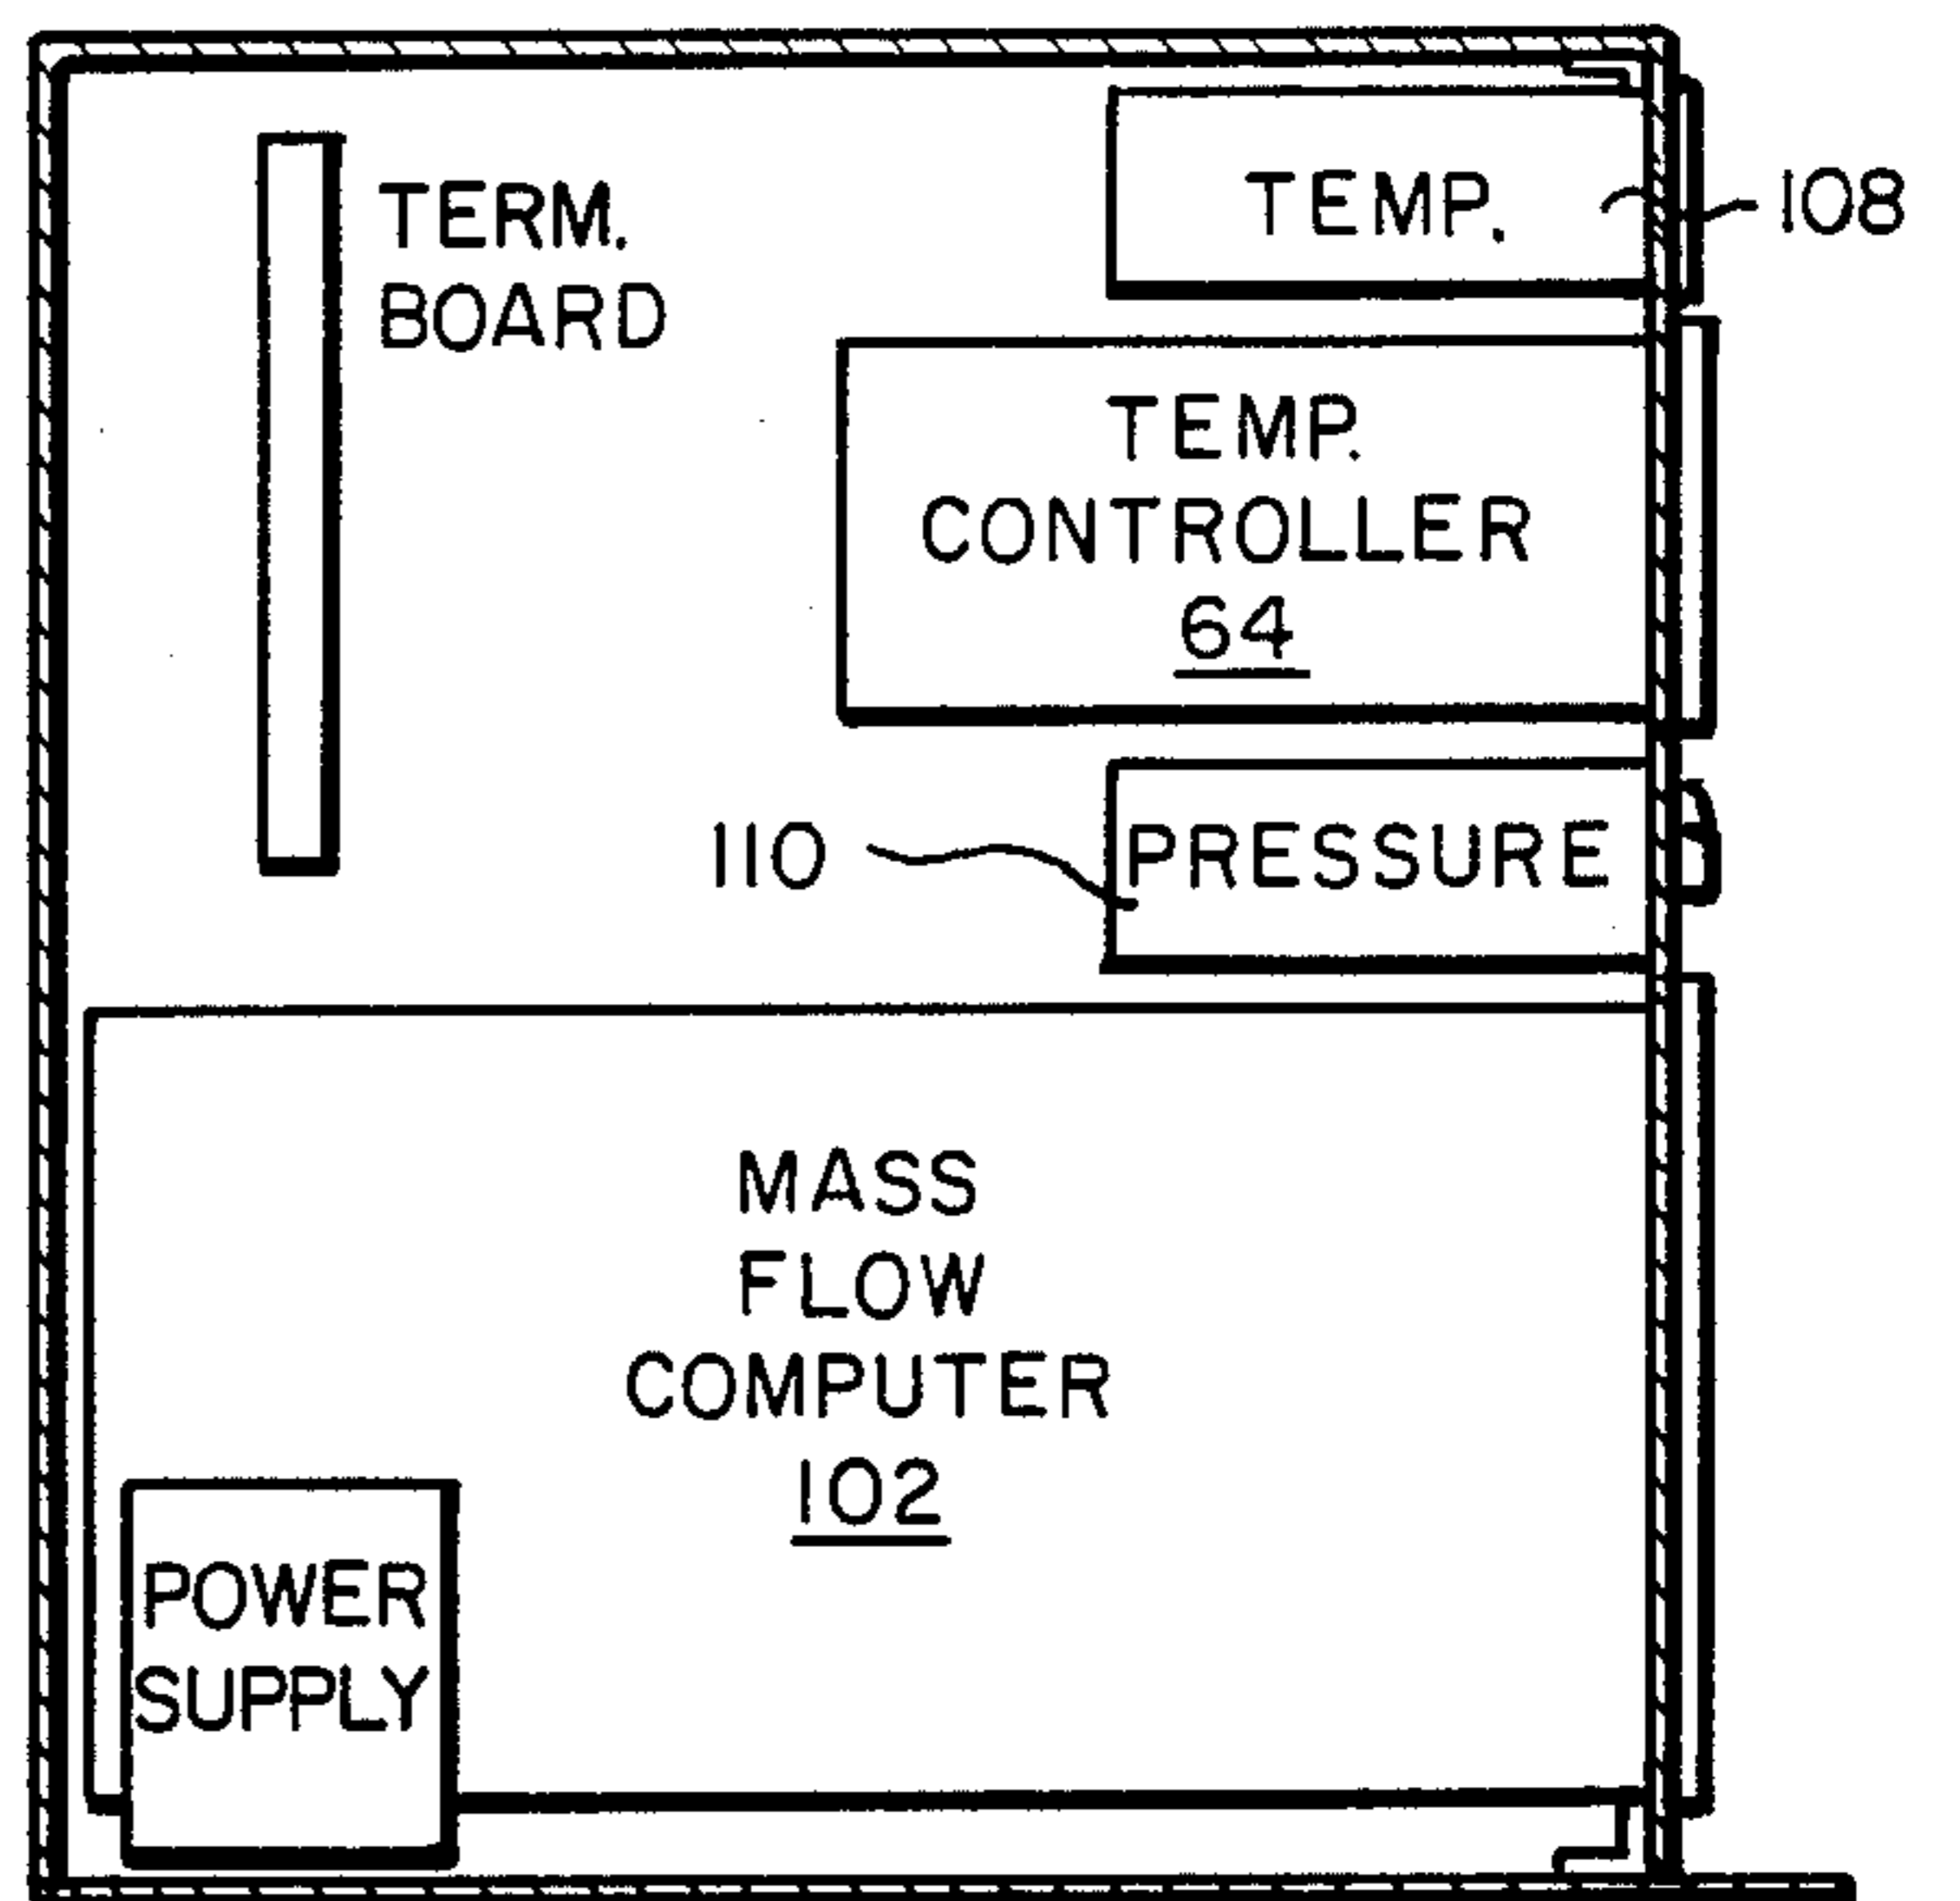 TERM.
BOARD
TEMP.
108
TEMP.
CONTROLLER
64
110
PRESSURE
MASS
FLOW
COMPUTER
102
POWER
SUPPLY